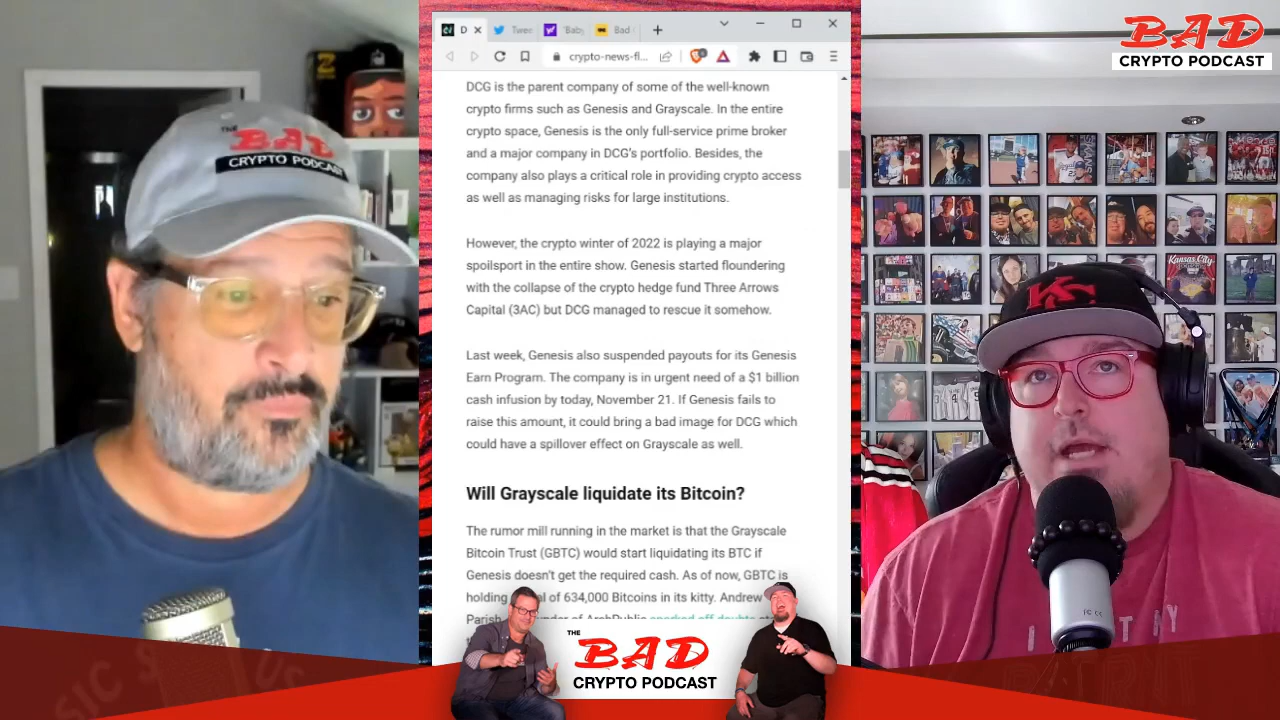 D
Twee
'Baby
Bad
crypto-news-fl...
DCG is the parent company of some of the well-known
crypto firms such as Genesis and Grayscale. In the entire
crypto space, Genesis is the only full-service prime broker
and a major company in DCG's portfolio. Besides, the
company also plays a critical role in providing crypto access
as well as managing risks for large institutions.
However, the crypto winter of 2022 is playing a major
spoilsport in the entire show. Genesis started floundering
with the collapse of the crypto hedge fund Three Arrows
Capital (3AC) but DCG managed to rescue it somehow.
Last week, Genesis also suspended payouts for its Genesis
Earn Program. The company is in urgent need of a $1 billion
cash infusion by today, November 21. If Genesis fails to
raise this amount, it could bring a bad image for DCG which
could have a spillover effect on Grayscale as well.
Will Grayscale liquidate its Bitcoin?
The rumor mill running in the market is that the Grayscale
Bitcoin Trust (GBTC) would start liquidating its BTC if
Genesis doesn't get the required cash. As of now, GBTC is
holding of 634,000 Bitcoins in its kitty. Andrew
Parish
THE
BAD
CRYPTO PODCAST
BAD
CRYPTO PODCAST
THE
BAD
CRYPTO PODCAST
KC
Kansas City